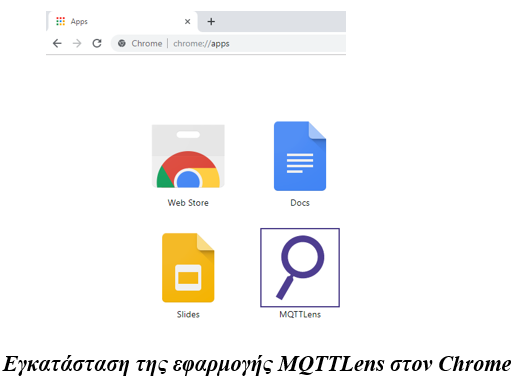 Apps
Chrome | chrome://apps
Web Store
Docs
Slides
MQTTLens
Εγκατάσταση της εφαρμογής MQTTLens στον Chrome